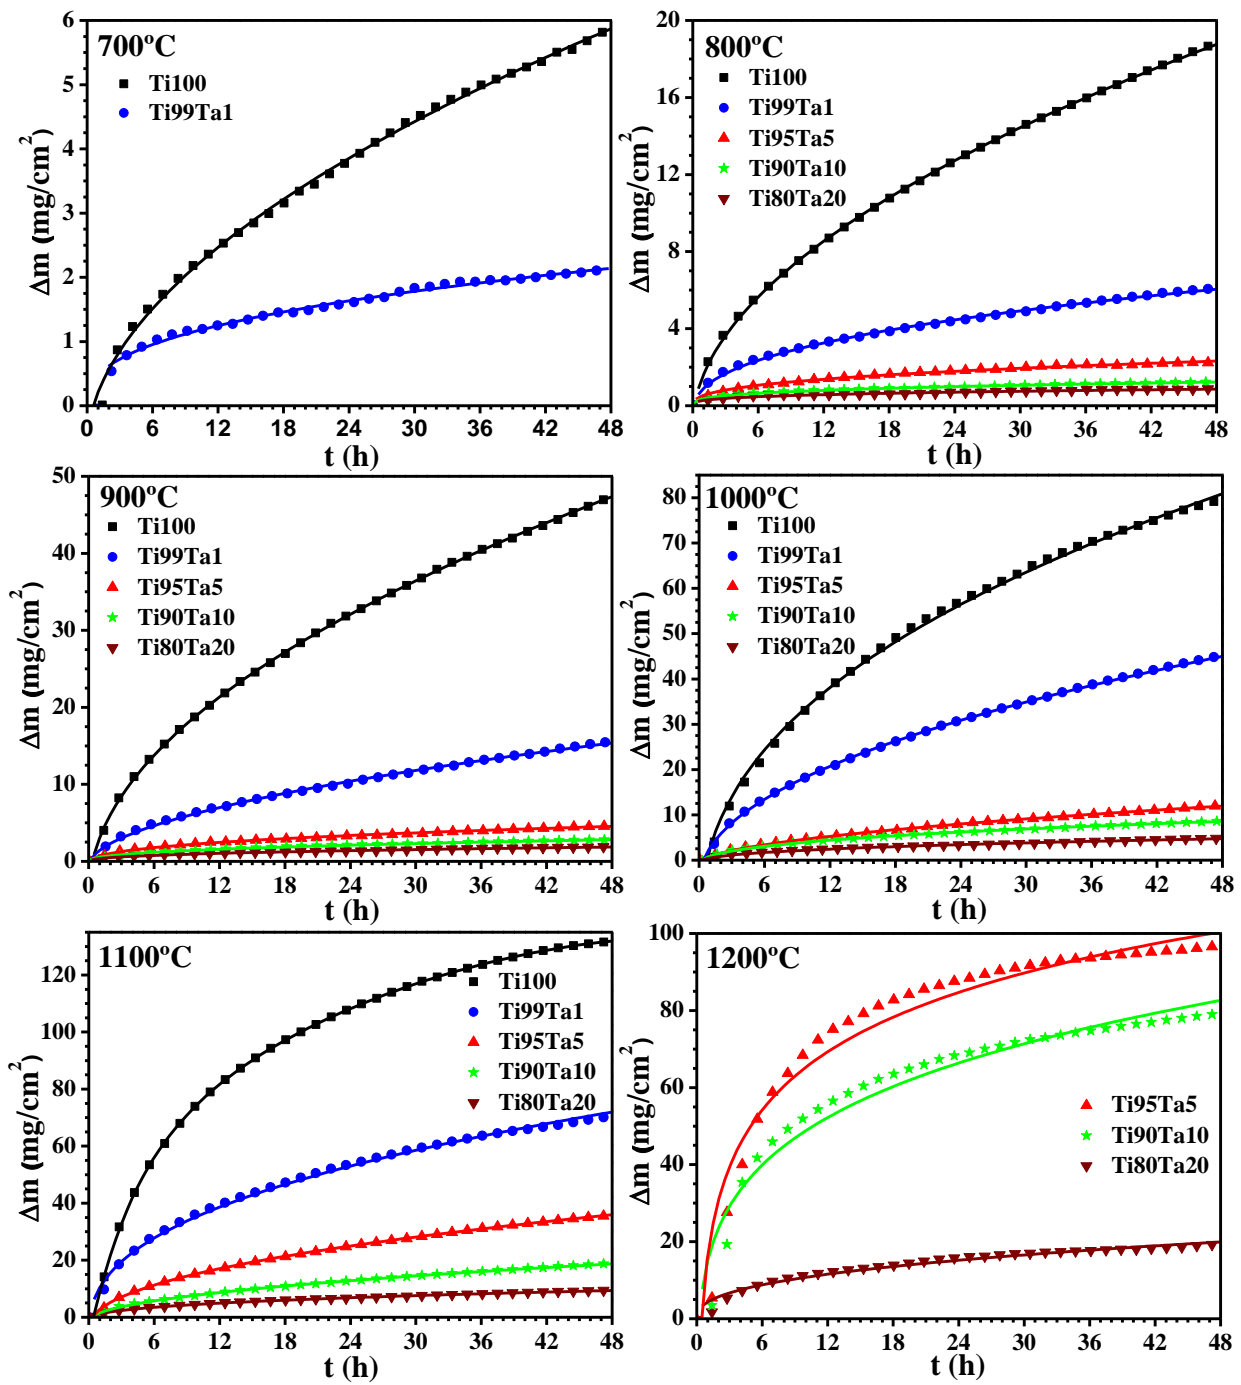 700ºC
Ti100
Ti99Ta1
Δm (mg/cm²)
6
5
4
3
2
1
0
0 6 12 18 24 30 36 42 48
t (h)
800ºC
Ti100
Ti99Ta1
Ti95Ta5
Ti90Ta10
Ti80Ta20
Δm (mg/cm²)
20
16
12
8
4
0
0 6 12 18 24 30 36 42 48
t (h)
900ºC
Ti100
Ti99Ta1
Ti95Ta5
Ti90Ta10
Ti80Ta20
Δm (mg/cm²)
50
40
30
20
10
0
0 6 12 18 24 30 36 42 48
t (h)
1000ºC
Ti100
Ti99Ta1
Ti95Ta5
Ti90Ta10
Ti80Ta20
Δm (mg/cm²)
80
70
60
50
40
30
20
10
0
0 6 12 18 24 30 36 42 48
t (h)
1100ºC
Ti100
Ti99Ta1
Ti95Ta5
Ti90Ta10
Ti80Ta20
Δm (mg/cm²)
120
100
80
60
40
20
0
0 6 12 18 24 30 36 42 48
t (h)
1200ºC
Ti95Ta5
Ti90Ta10
Ti80Ta20
Δm (mg/cm²)
100
80
60
40
20
0
0 6 12 18 24 30 36 42 48
t (h)